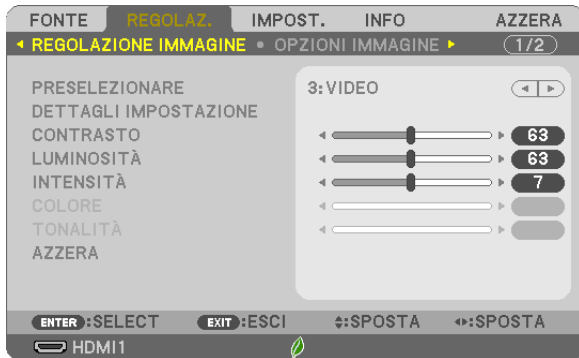 FONTE REGOLAZ. IMPOST. INFO AZZERA
REGOLAZIONE IMMAGINE • OPZIONI IMMAGINE 1/2
PRESELEZIONARE 3:VIDEO
DETTAGLI IMPOSTAZIONE
CONTRASTO 63
LUMINOSITÀ 63
INTENSITÀ 7
COLORE
TONALITÀ
AZZERA
ENTER:SELECT EXIT:ESCI :SPOSTA :SPOSTA
HDMI1